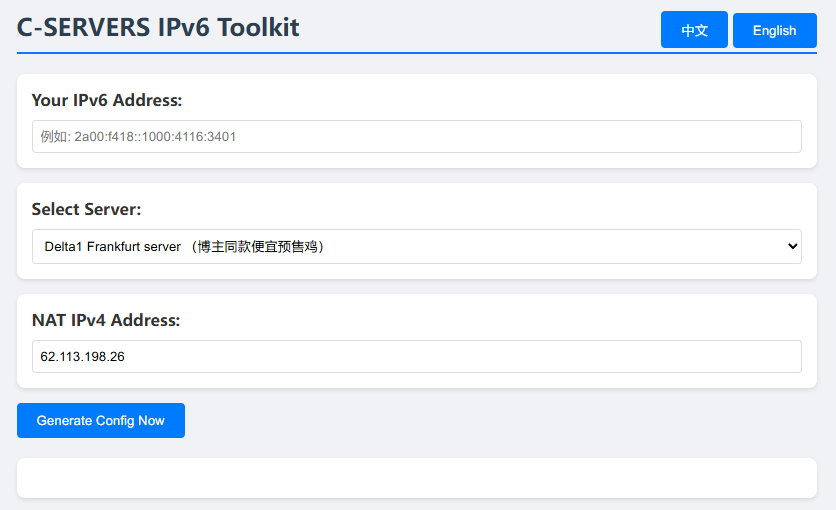 C-SERVERS IPv6 Toolkit
中文
English
Your IPv6 Address:
例如: 2a00:f418::1000:4116:3401
Select Server:
Delta1 Frankfurt server （博主同款便宜预售鸡）
NAT IPv4 Address:
62.113.198.26
Generate Config Now